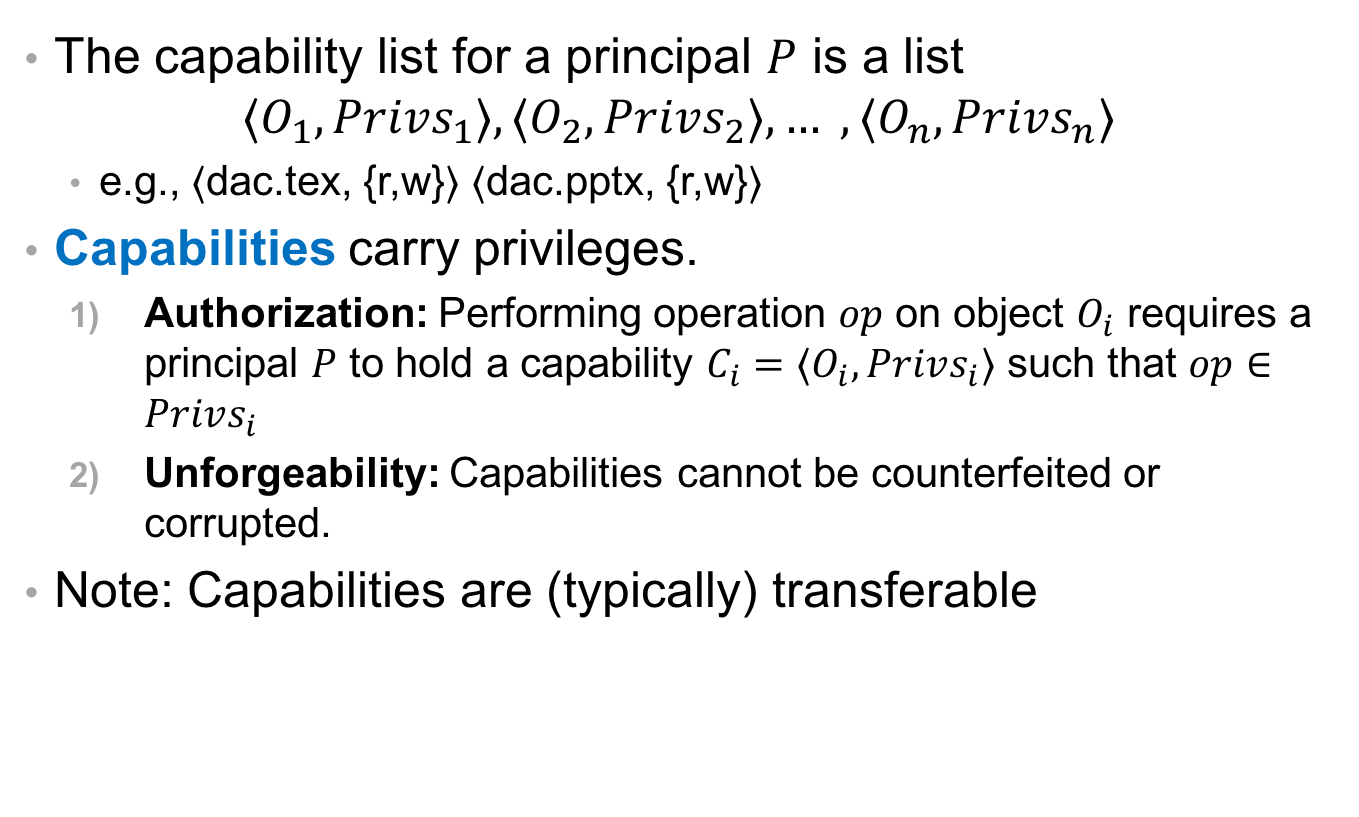 • The capability list for a principal 𝑃 is a list
⟨𝑂₁, 𝑃𝑟𝑖𝑣𝑠₁⟩, ⟨𝑂₂, 𝑃𝑟𝑖𝑣𝑠₂⟩, … , ⟨𝑂ₙ, 𝑃𝑟𝑖𝑣𝑠ₙ⟩
• e.g., ⟨dac.tex, {r,w}⟩ ⟨dac.pptx, {r,w}⟩
• Capabilities carry privileges.
1) Authorization: Performing operation 𝑜𝑝 on object 𝑂ᵢ requires a
principal 𝑃 to hold a capability 𝐶ᵢ = ⟨𝑂ᵢ, 𝑃𝑟𝑖𝑣𝑠ᵢ⟩ such that 𝑜𝑝 ∈
𝑃𝑟𝑖𝑣𝑠ᵢ
2) Unforgeability: Capabilities cannot be counterfeited or
corrupted.
• Note: Capabilities are (typically) transferable